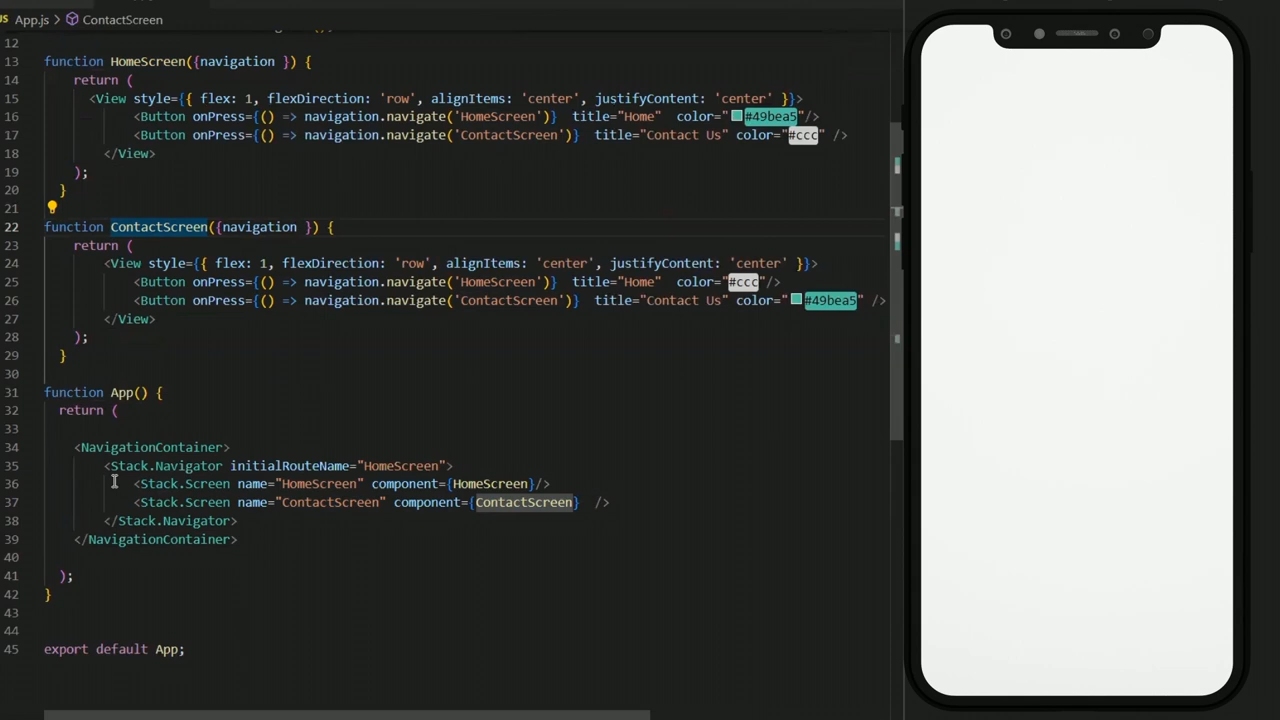 App.js ContactScreen
12
13 function HomeScreen({navigation }) {
14 return (
15 <View style={{ flex: 1, flexDirection: 'row', alignItems: 'center', justifyContent: 'center' }}>
16 <Button onPress={() => navigation.navigate('HomeScreen')} title="Home" color="#49bea5"/>
17 <Button onPress={() => navigation.navigate('ContactScreen')} title="Contact Us" color="#ccc" />
18 </View>
19 );
20 }
21
22 function ContactScreen({navigation }) {
23 return (
24 <View style={{ flex: 1, flexDirection: 'row', alignItems: 'center', justifyContent: 'center' }}>
25 <Button onPress={() => navigation.navigate('HomeScreen')} title="Home" color="#ccc"/>
26 <Button onPress={() => navigation.navigate('ContactScreen')} title="Contact Us" color="#49bea5" />
27 </View>
28 );
29 }
30
31 function App() {
32 return (
33
34 <NavigationContainer>
35 <Stack.Navigator initialRouteName="HomeScreen">
36 <Stack.Screen name="HomeScreen" component={HomeScreen}/>
37 <Stack.Screen name="ContactScreen" component={ContactScreen} />
38 </Stack.Navigator>
39 </NavigationContainer>
40
41 );
42 }
43
44
45 export default App;